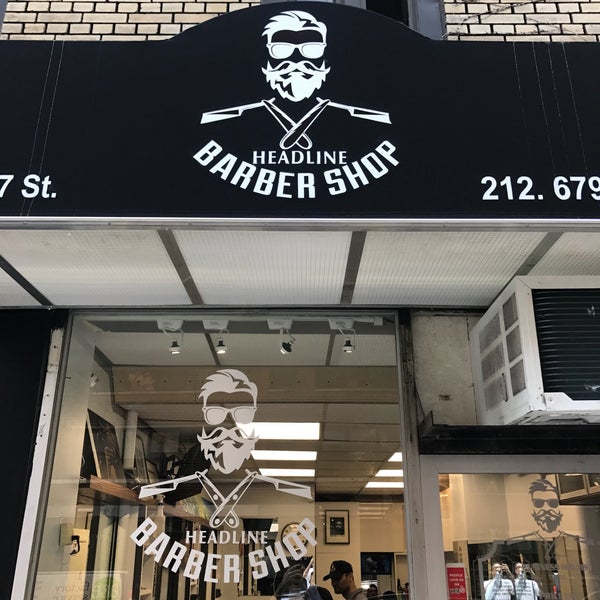 HEADLINE
BARBER SHOP
7 St.
212. 679
HEADLINE
BARBER SHOP